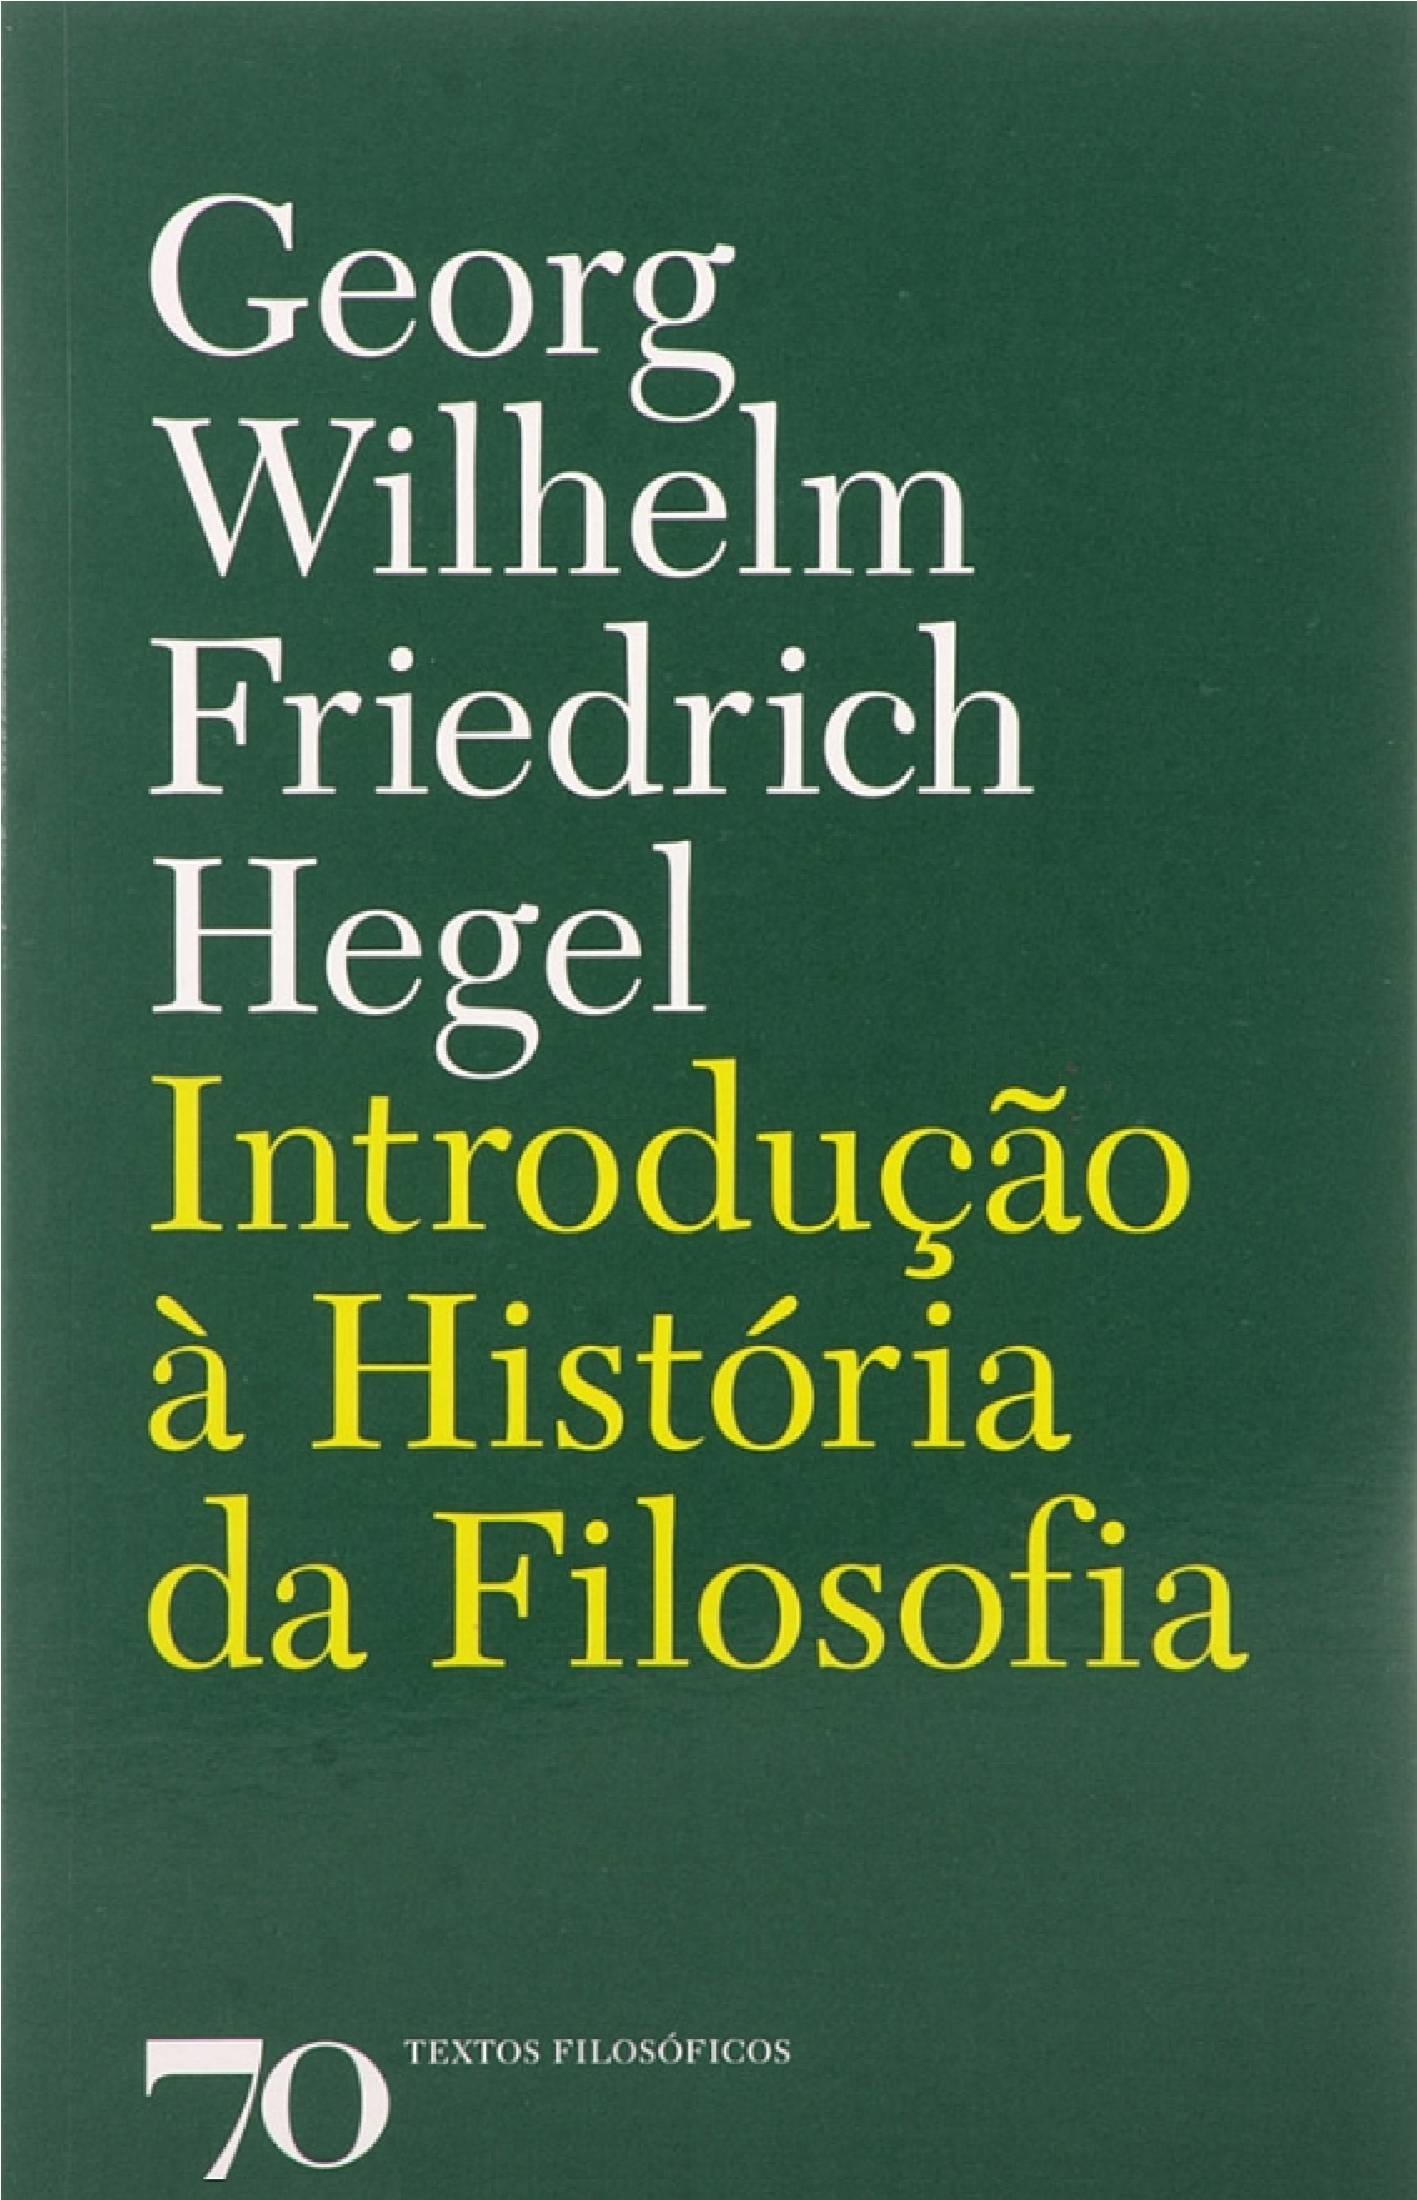 Georg
Wilhelm
Friedrich
Hegel
Introdução
à História
da Filosofia
70 TEXTOS FILOSÓFICOS